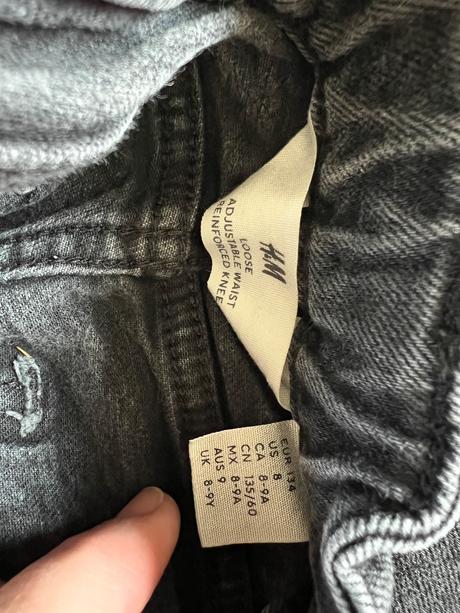 H&M
LOOSE
ADJUSTABLE WAIST
REINFORCED KNEE
EUR 134
US 8
CA 8-9A
CN 135/60
MX 8-9A
AUS 9
UK 8-9Y